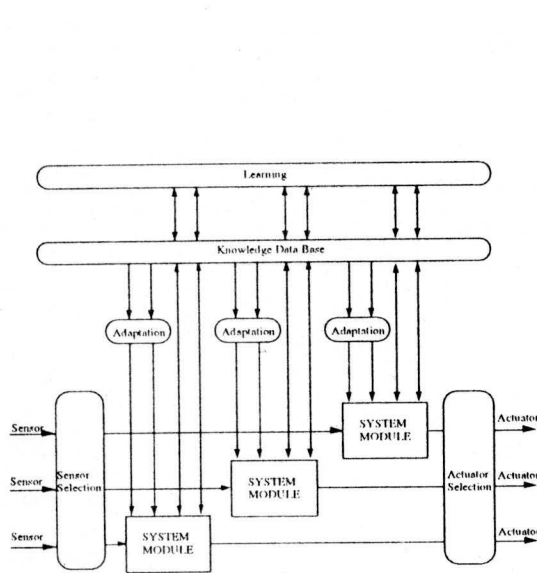 Learning
Knowledge Data Base
Adaptation
Adaptation
Adaptation
Sensor
Sensor
Sensor
Sensor
Selection
SYSTEM
MODULE
SYSTEM
MODULE
SYSTEM
MODULE
Actuator
Selection
Actuator
Actuator
Actuator